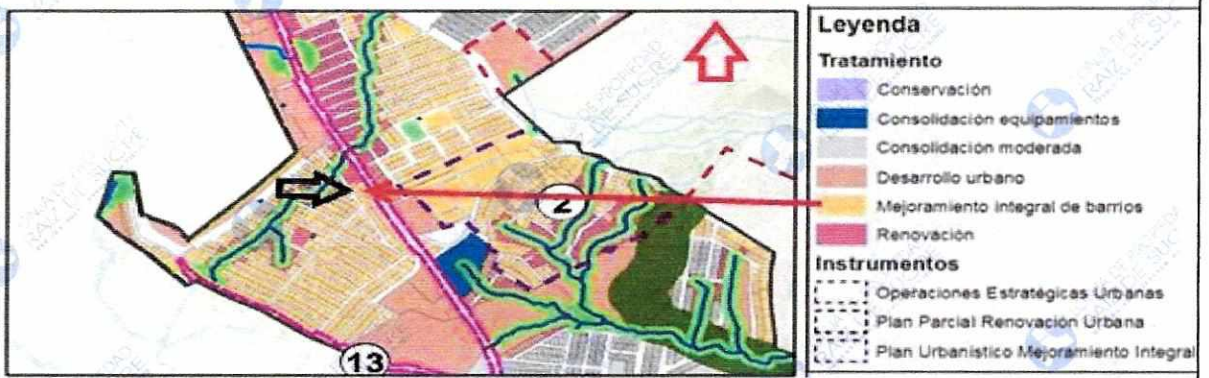 2
13
Leyenda
Tratamiento
Conservación
Consolidación equipamientos
Consolidación moderada
Desarrollo urbano
Mejoramiento integral de barrios
Renovación
Instrumentos
Operaciones Estratégicas Urbanas
Plan Parcial Renovación Urbana
Plan Urbanístico Mejoramiento Integral